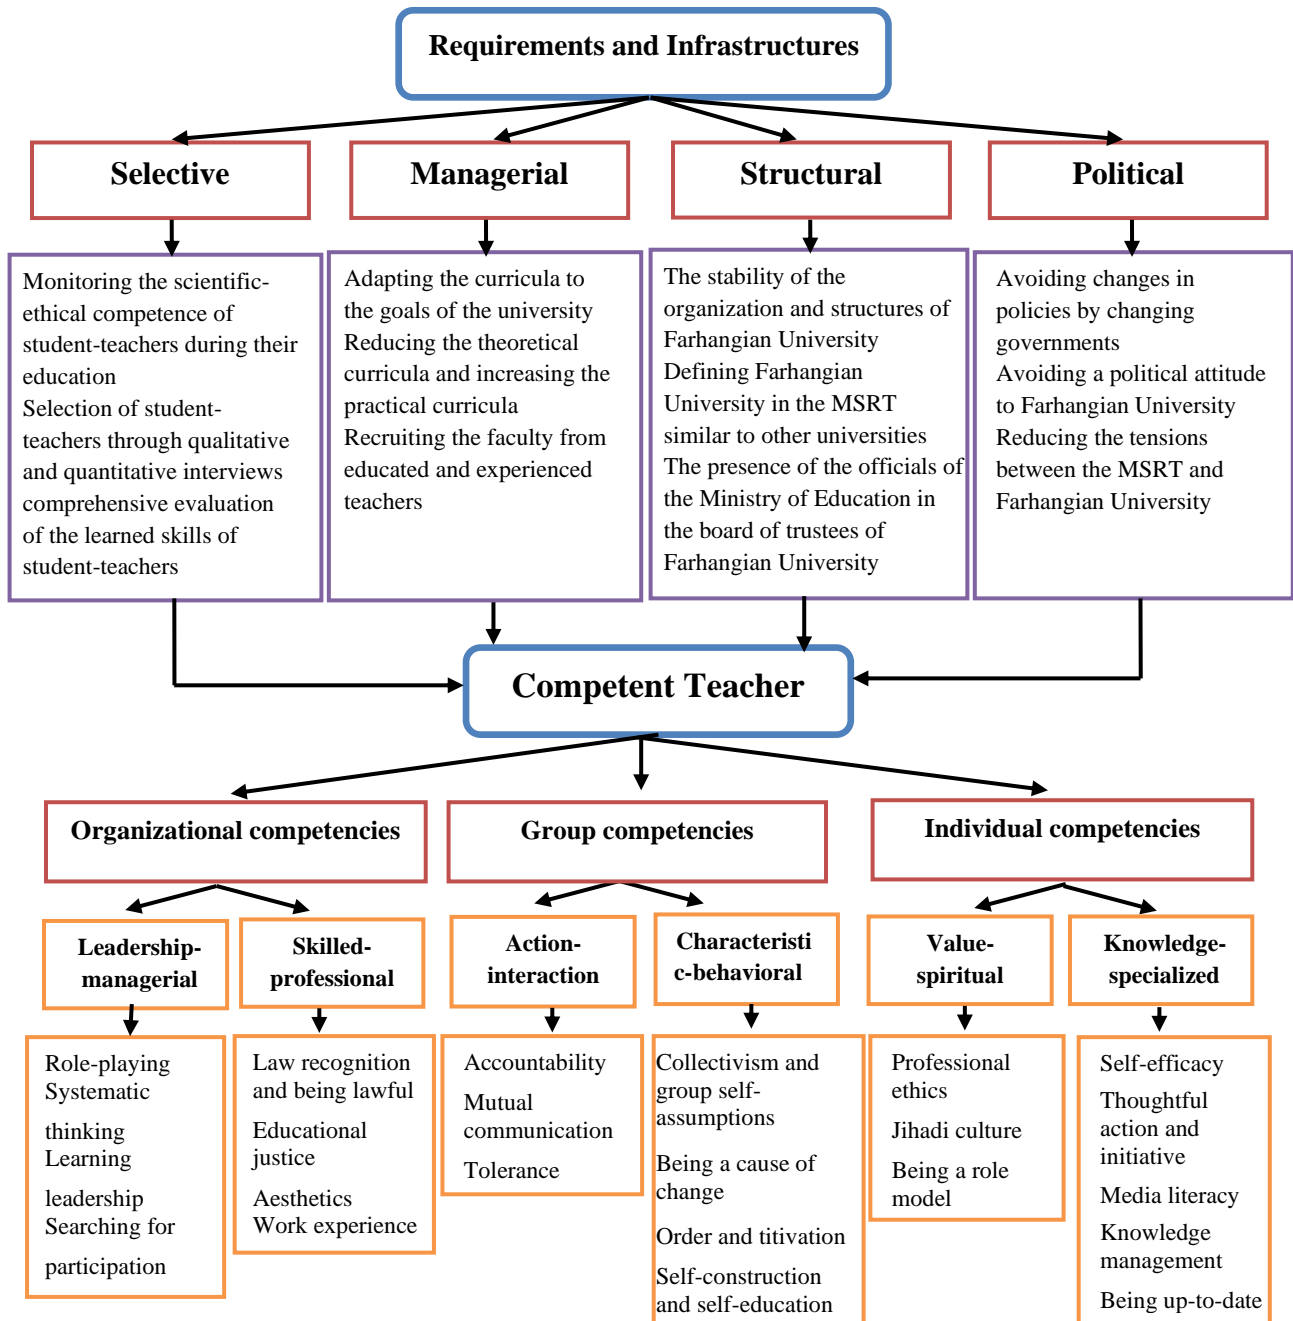 Requirements and Infrastructures
Selective
Managerial
Structural
Political
Monitoring the scientific-
ethical competence of
student-teachers during their
education
Selection of student-
teachers through qualitative
and quantitative interviews
comprehensive evaluation
of the learned skills of
student-teachers
Adapting the curricula to
the goals of the university
Reducing the theoretical
curricula and increasing the
practical curricula
Recruiting the faculty from
educated and experienced
teachers
The stability of the
organization and structures of
Farhangian University
Defining Farhangian
University in the MSRT
similar to other universities
The presence of the officials of
the Ministry of Education in
the board of trustees of
Farhangian University
Avoiding changes in
policies by changing
governments
Avoiding a political attitude
to Farhangian University
Reducing the tensions
between the MSRT and
Farhangian University
Competent Teacher
Organizational competencies
Group competencies
Individual competencies
Leadership-
managerial
Skilled-
professional
Action-
interaction
Characteristi
c-behavioral
Value-
spiritual
Knowledge-
specialized
Role-playing
Systematic
thinking
Learning
leadership
Searching for
participation
Law recognition
and being lawful
Educational
justice
Aesthetics
Work experience
Accountability
Mutual
communication
Tolerance
Collectivism and
group self-
assumptions
Being a cause of
change
Order and titivation
Self-construction
and self-education
Professional
ethics
Jihadi culture
Being a role
model
Self-efficacy
Thoughtful
action and
initiative
Media literacy
Knowledge
management
Being up-to-date